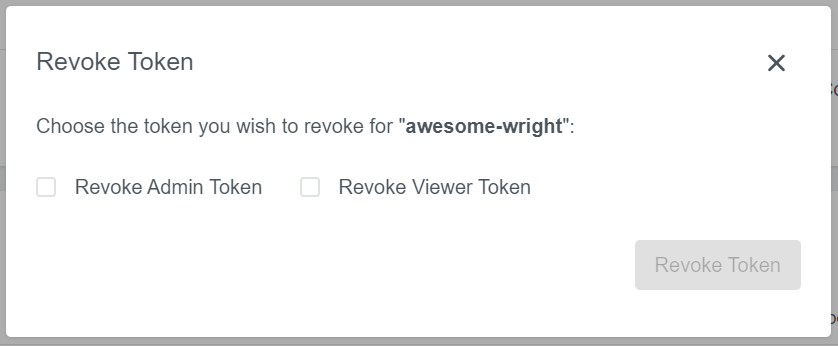 Revoke Token
Choose the token you wish to revoke for "awesome-wright":
Revoke Admin Token Revoke Viewer Token
Revoke Token